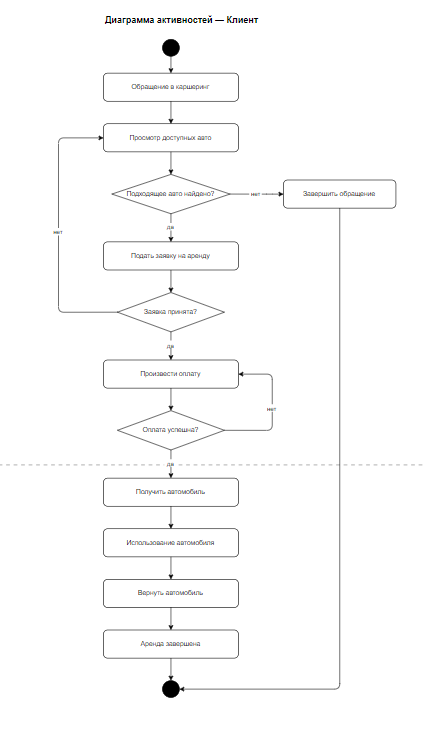 Диаграмма активностей — Клиент
Обращение в каршеринг
Просмотр доступных авто
Подходящее авто найдено?
нет
Завершить обращение
да
нет
Подать заявку на аренду
Заявка принята?
да
Произвести оплату
нет
Оплата успешна?
да
Получить автомобиль
Использование автомобиля
Вернуть автомобиль
Аренда завершена